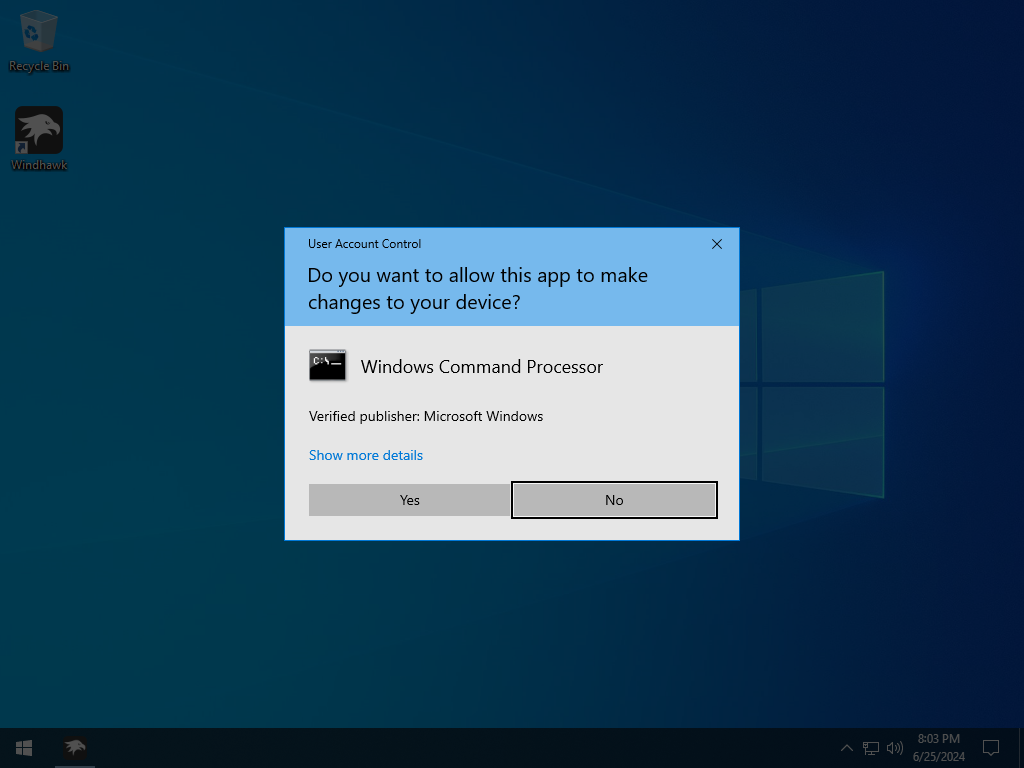 Recycle Bin
Windhawk
User Account Control
Do you want to allow this app to make
changes to your device?
C:\
Windows Command Processor
Verified publisher: Microsoft Windows
Show more details
Yes
No
8:03 PM
6/25/2024